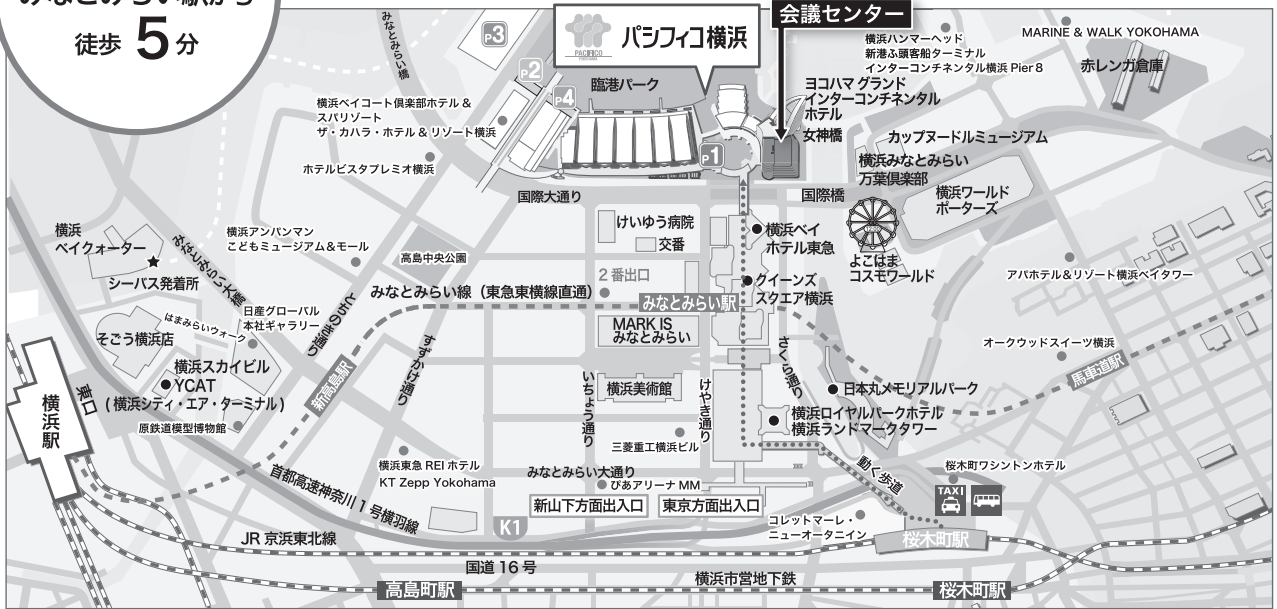 みなとみらい駅から
徒歩 5 分
みなとみらい橋
P3
P2
P4
臨港パーク
PACIFICO
YOKOHAMA
パシフィコ横浜
会議センター
横浜ハンマーヘッド
新港ふ頭客船ターミナル
インターコンチネンタル横浜 Pier 8
MARINE & WALK YOKOHAMA
赤レンガ倉庫
ヨコハマ グランド
インターコンチネンタル
ホテル
女神橋
カップヌードルミュージアム
横浜みなとみらい
万葉倶楽部
横浜ワールド
ポーターズ
横浜ベイコート倶楽部ホテル &
スパリゾート
ザ・カハラ・ホテル & リゾート横浜
ホテルビスタプレミオ横浜
P1
国際大通り
国際橋
よこはま
コスモワールド
けいゆう病院
交番
横浜ベイ
ホテル東急
2 番出口
クイーンズ
スクエア横浜
横浜
ベイクォーター
シーバス発着所
みなとみらい大橋
横浜アンパンマン
こどもミュージアム&モール
高島中央公園
みなとみらい線（東急東横線直通）
みなとみらい駅
アパホテル&リゾート横浜ベイタワー
日産グローバル
本社ギャラリー
はまみらいウォーク
とちのき通り
そごう横浜店
横浜スカイビル
YCAT
( 横浜シティ・エア・ターミナル )
原鉄道模型博物館
東口
横浜駅
新高島駅
すずかけ通り
MARK IS
みなとみらい
横浜美術館
いちょう通り
けやき通り
さくら通り
オークウッドスイーツ横浜
馬車道駅
日本丸メモリアルパーク
横浜ロイヤルパークホテル
横浜ランドマークタワー
三菱重工横浜ビル
横浜東急 REI ホテル
KT Zepp Yokohama
みなとみらい大通り
ぴあアリーナ MM
動く歩道
桜木町ワシントンホテル
TAXI
首都高速神奈川 1 号横羽線
K1
新山下方面出入口
東京方面出入口
コレットマーレ・
ニューオータニイン
桜木町駅
JR 京浜東北線
国道 16 号
横浜市営地下鉄
高島町駅
桜木町駅